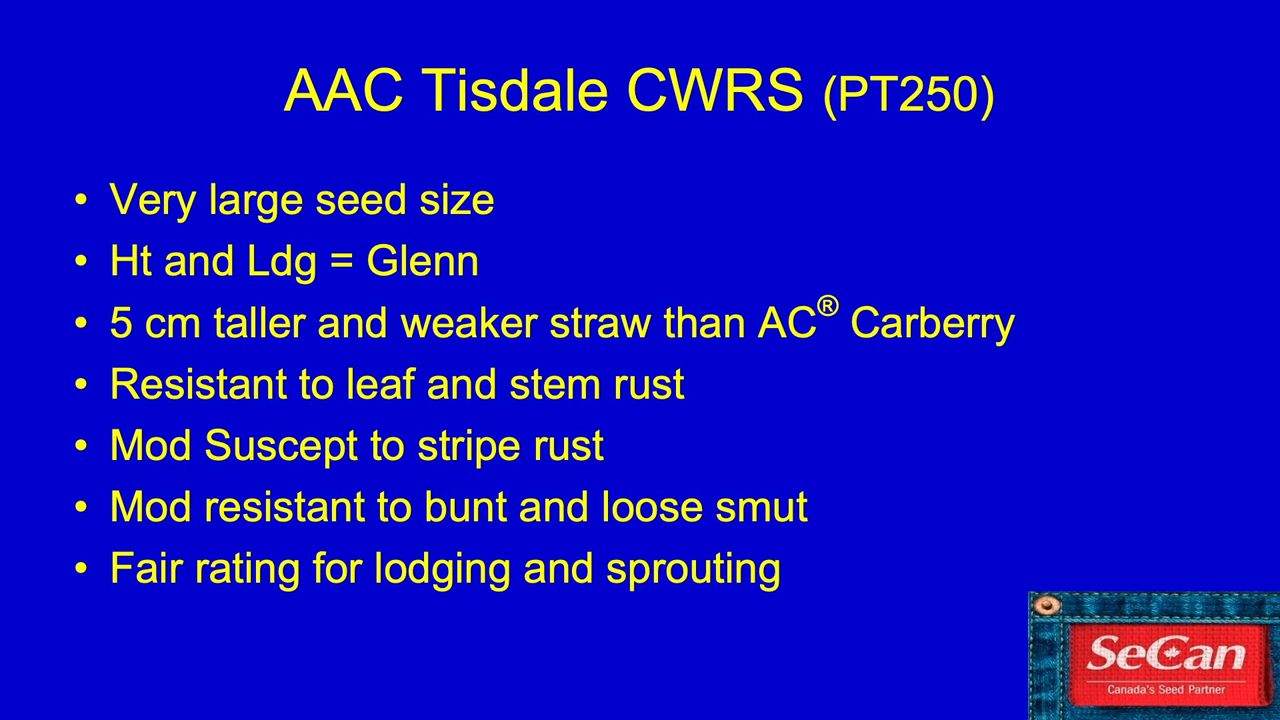 AAC Tisdale CWRS (PT250)
• Very large seed size
• Ht and Ldg = Glenn
• 5 cm taller and weaker straw than AC® Carberry
• Resistant to leaf and stem rust
• Mod Suscept to stripe rust
• Mod resistant to bunt and loose smut
• Fair rating for lodging and sprouting
SeCan
Canada's Seed Partner